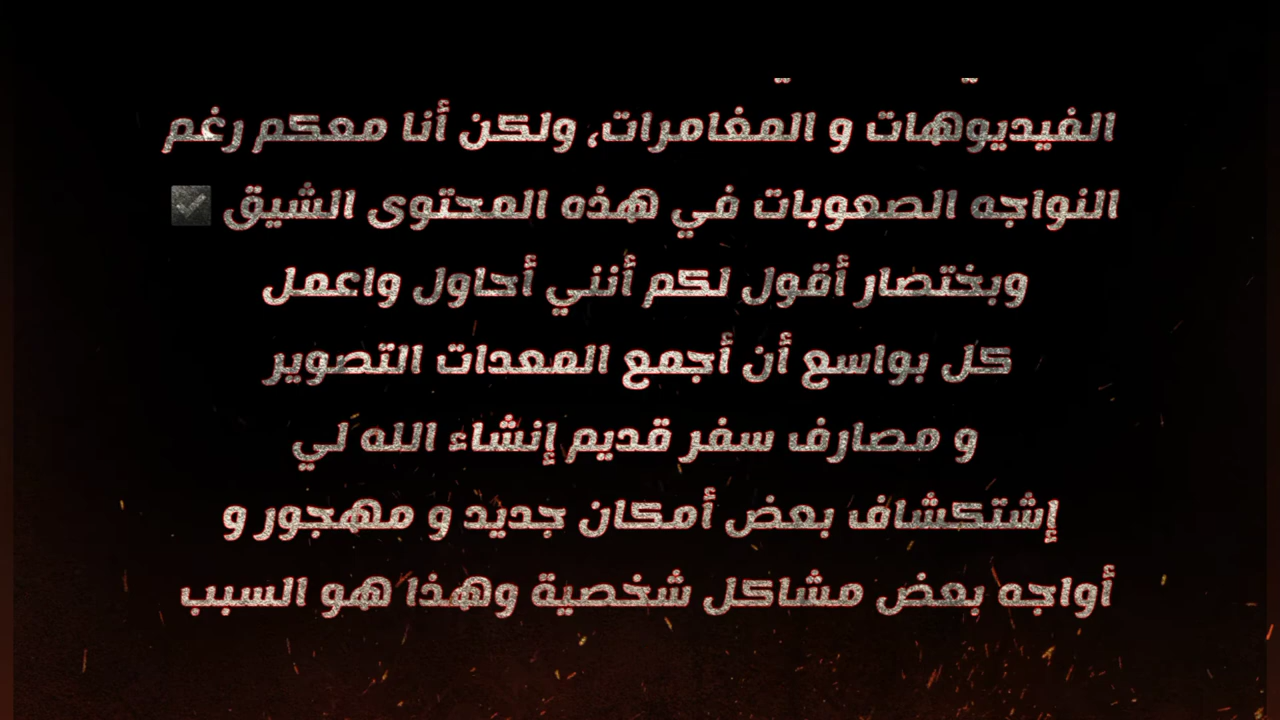 الفيديوهات و المغامرات، ولكن أنا معكم رغم
النواجه الصعوبات في هذه المحتوى الشيق ✅
وبختصار أقول لكم أنني أحاول واعمل
كل بواسع أن أجمع المعدات التصوير
و مصارف سفر قديم إنشاء الله لي
إشتكشاف بعض أمكان جديد و مهجور و
أواجه بعض مشاكل شخصية وهذا هو السبب